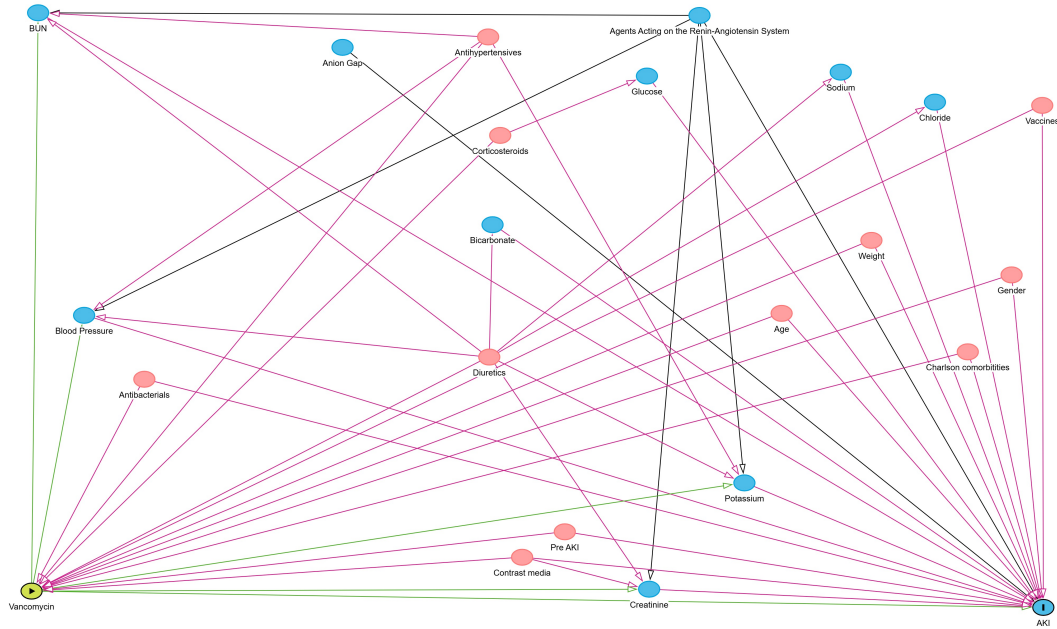 BUN
Agents Acting on the Renin-Angiotensin System
Antihypertensives
Anion Gap
Glucose
Sodium
Chloride
Vaccines
Corticosteroids
Bicarbonate
Weight
Gender
Blood Pressure
Age
Diuretics
Charlson comorbitities
Antibacterials
Potassium
Pre AKI
Contrast media
Vancomycin
Creatinine
AKI